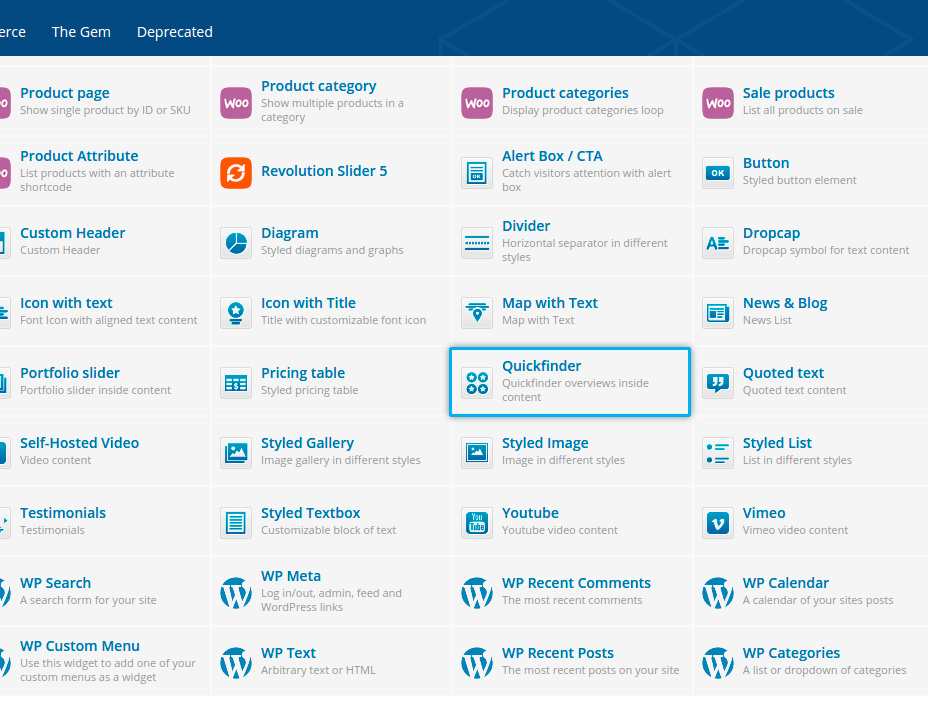 erce The Gem Deprecated
Product page
Show single product by ID or SKU
Product category
Show multiple products in a
category
Product categories
Display product categories loop
Sale products
List all products on sale
Product Attribute
List products with an attribute
shortcode
Revolution Slider 5
Alert Box / CTA
Catch visitors attention with alert
box
Button
Styled button element
Custom Header
Custom Header
Diagram
Styled diagrams and graphs
Divider
Horizontal separator in different
styles
Dropcap
Dropcap symbol for text content
Icon with text
Font Icon with aligned text content
Icon with Title
Title with customizable font icon
Map with Text
Map with Text
News & Blog
News List
Portfolio slider
Portfolio slider inside content
Pricing table
Styled pricing table
Quickfinder
Quickfinder overviews inside
content
Quoted text
Quoted text content
Self-Hosted Video
Video content
Styled Gallery
Image gallery in different styles
Styled Image
Image in different styles
Styled List
List in different styles
Testimonials
Testimonials
Styled Textbox
Customizable block of text
Youtube
Youtube video content
Vimeo
Vimeo video content
WP Search
A search form for your site
WP Meta
Log in/out, admin, feed and
WordPress links
WP Recent Comments
The most recent comments
WP Calendar
A calendar of your sites posts
WP Custom Menu
Use this widget to add one of your
custom menus as a widget
WP Text
Arbitrary text or HTML
WP Recent Posts
The most recent posts on your site
WP Categories
A list or dropdown of categories